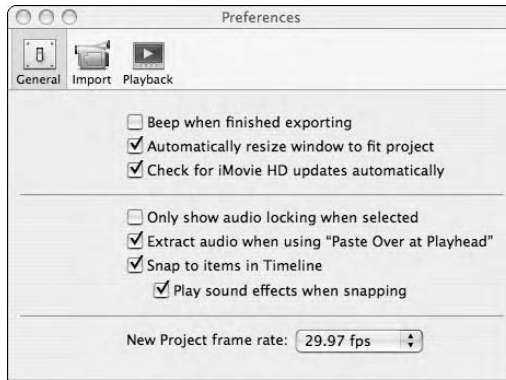 Preferences
General Import Playback
Beep when finished exporting
Automatically resize window to fit project
Check for iMovie HD updates automatically
Only show audio locking when selected
Extract audio when using “Paste Over at Playhead”
Snap to items in Timeline
Play sound effects when snapping
New Project frame rate: 29.97 fps